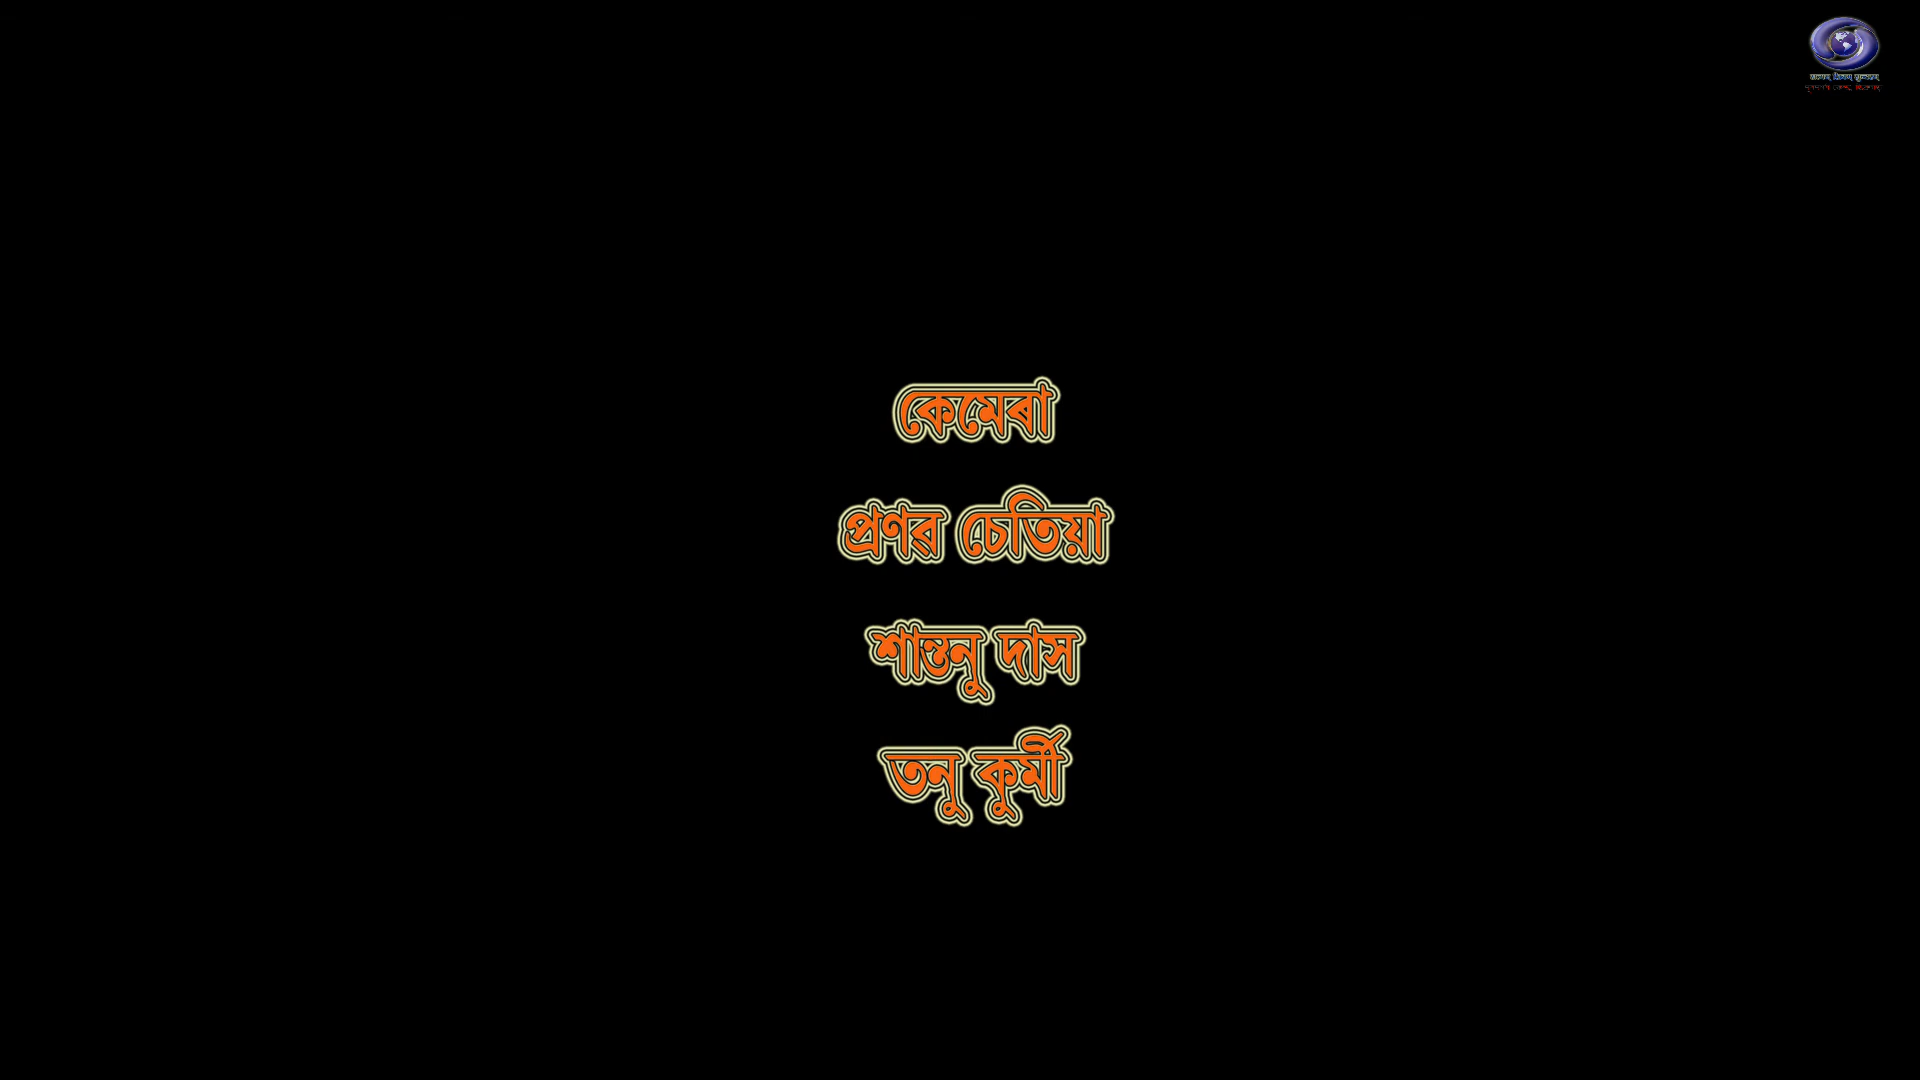 কেমেৰা
প্ৰণৱ চেতিয়া
শান্তনু দাস
তনু কুৰ্মী